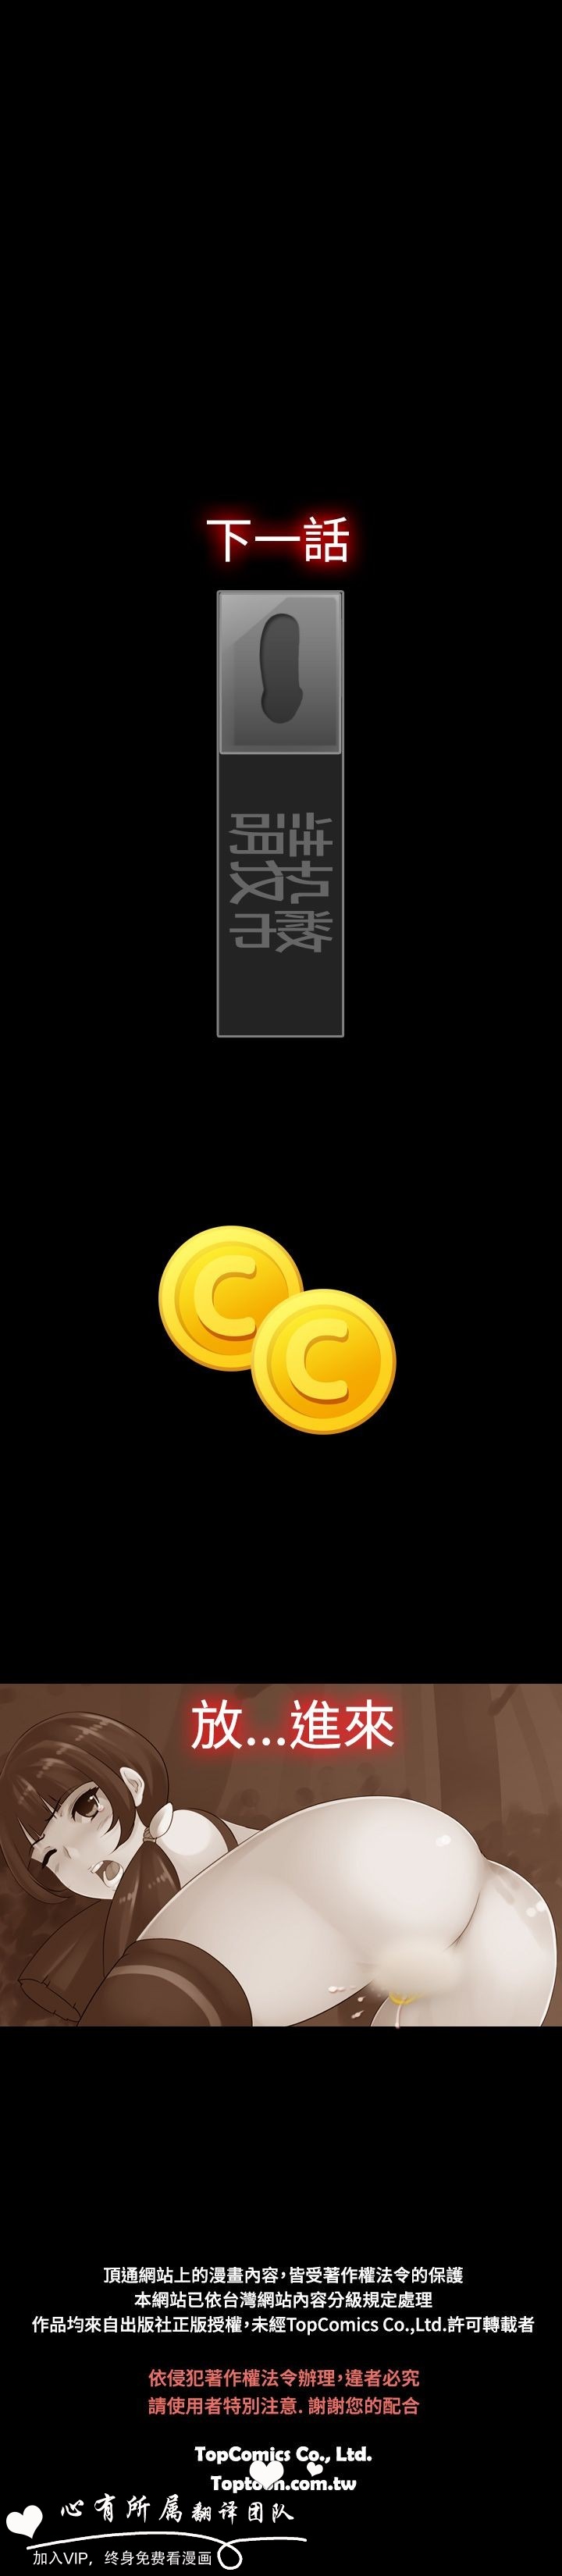 下一話
請投幣
C
C
放...進來
頂通網站上的漫畫內容,皆受著作權法令的保護
本網站已依台灣網站內容分級規定處理
作品均來自出版社正版授權,未經TopComics Co.,Ltd.許可轉載者
依侵犯著作權法令辦理,違者必究
請使用者特別注意. 謝謝您的配合
TopComics Co., Ltd.
Toptoon.com.tw
心有所属翻译团队
加入VIP，终身免费看漫画